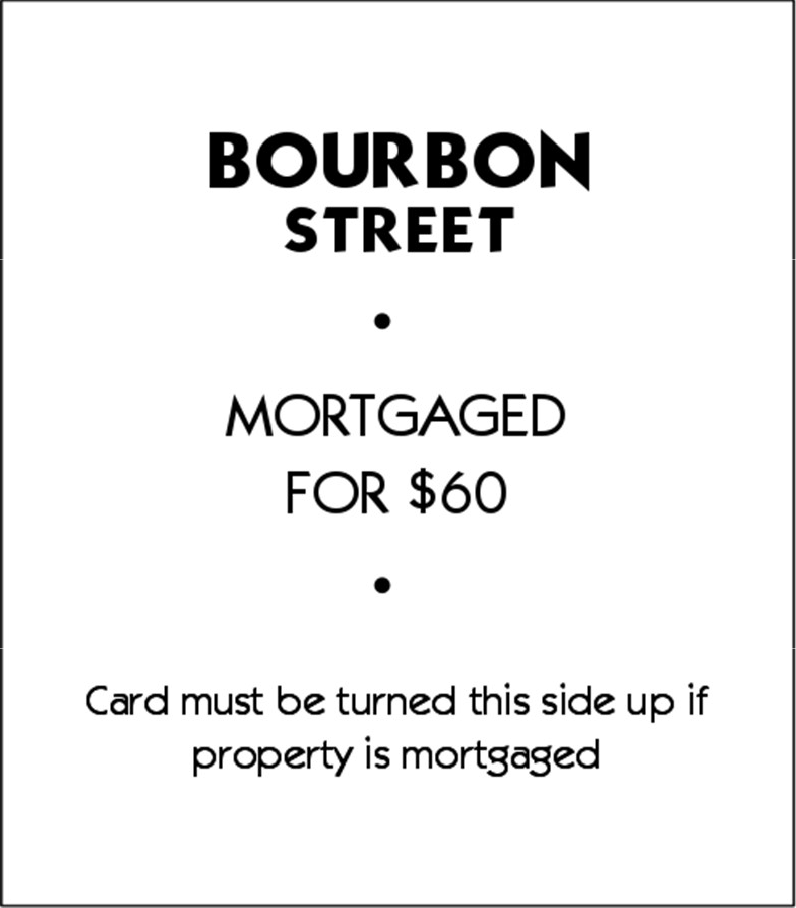 BOURBON
STREET
•
MORTGAGED
FOR $60
•
Card must be turned this side up if
property is mortgaged